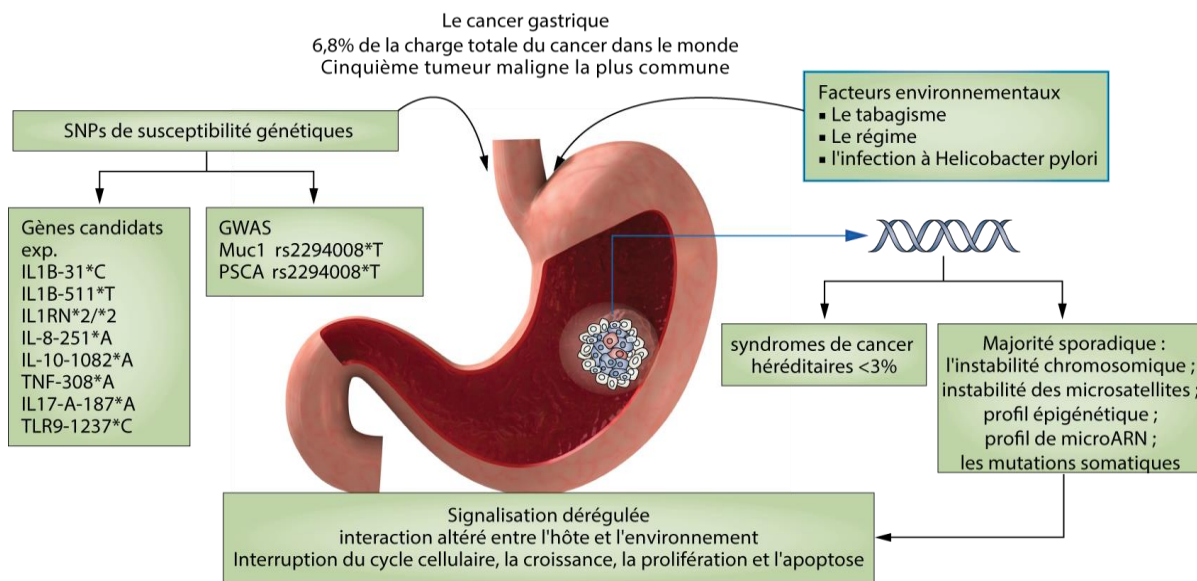 Le cancer gastrique
6,8% de la charge totale du cancer dans le monde
Cinquième tumeur maligne la plus commune
SNPs de susceptibilité génétiques
Facteurs environnementaux
▪ Le tabagisme
▪ Le régime
▪ l'infection à Helicobacter pylori
Gènes candidats
exp.
IL1B-31*C
IL1B-511*T
IL1RN*2/*2
IL-8-251*A
IL-10-1082*A
TNF-308*A
IL17-A-187*A
TLR9-1237*C
GWAS
Muc1 rs2294008*T
PSCA rs2294008*T
syndromes de cancer
héréditaires <3%
Majorité sporadique :
l'instabilité chromosomique ;
instabilité des microsatellites ;
profil épigénétique ;
profil de microARN ;
les mutations somatiques
Signalisation dérégulée
interaction altéré entre l'hôte et l'environnement
Interruption du cycle cellulaire, la croissance, la prolifération et l'apoptose